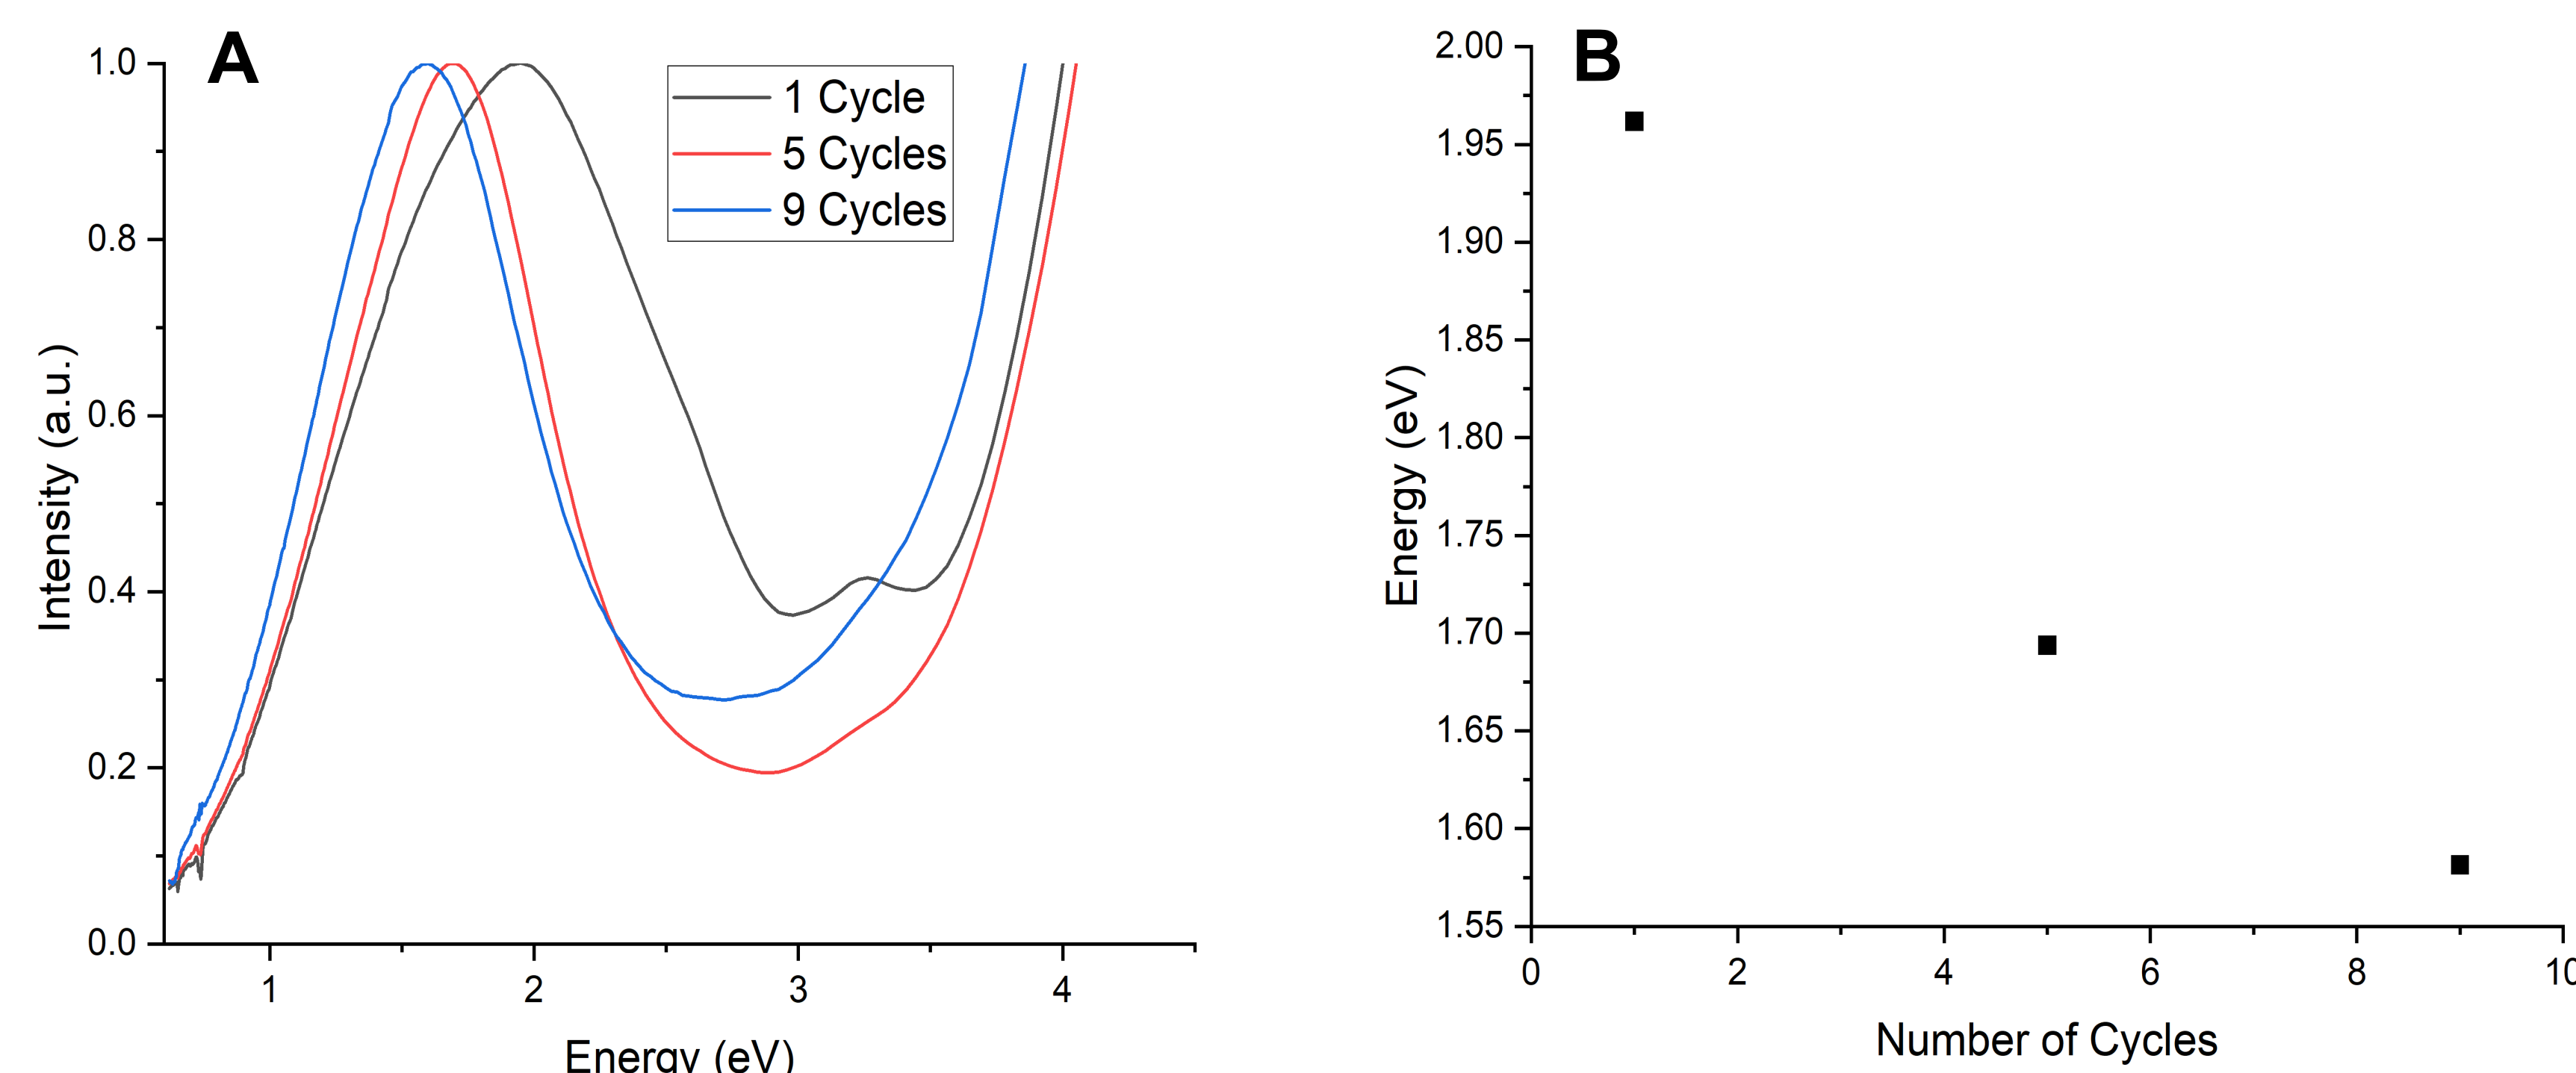 A
1.0
0.8
0.6
0.4
0.2
0.0
Intensity (a.u.)
1 Cycle
5 Cycles
9 Cycles
1 2 3 4
Energy (eV)
B
2.00
1.95
1.90
1.85
1.80
1.75
1.70
1.65
1.60
1.55
Energy (eV)
0 2 4 6 8 10
Number of Cycles